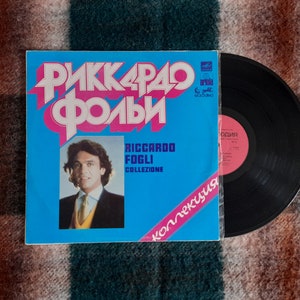 РИККАРДО
ФОЛЬИ
RICCARDO
FOGLI
COLLEZIONE
КОЛЛЕКЦИЯ